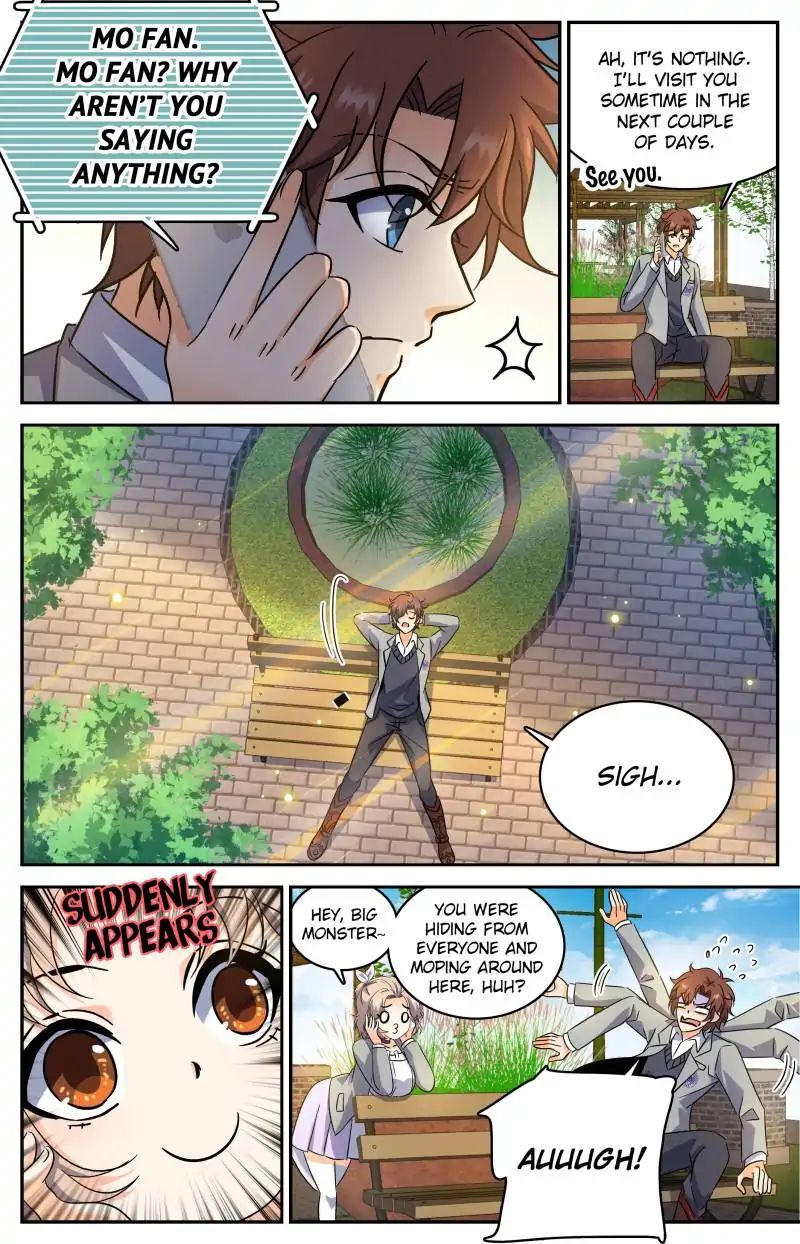 MO FAN.
MO FAN? WHY
AREN'T YOU
SAYING
ANYTHING?
AH, IT'S NOTHING.
I'LL VISIT YOU
SOMETIME IN THE
NEXT COUPLE
OF DAYS.
See you.
SIGH...
SUDDENLY
APPEARS
HEY, BIG
MONSTER~
YOU WERE
HIDING FROM
EVERYONE AND
MOPING AROUND
HERE, HUH?
AUUUGH!